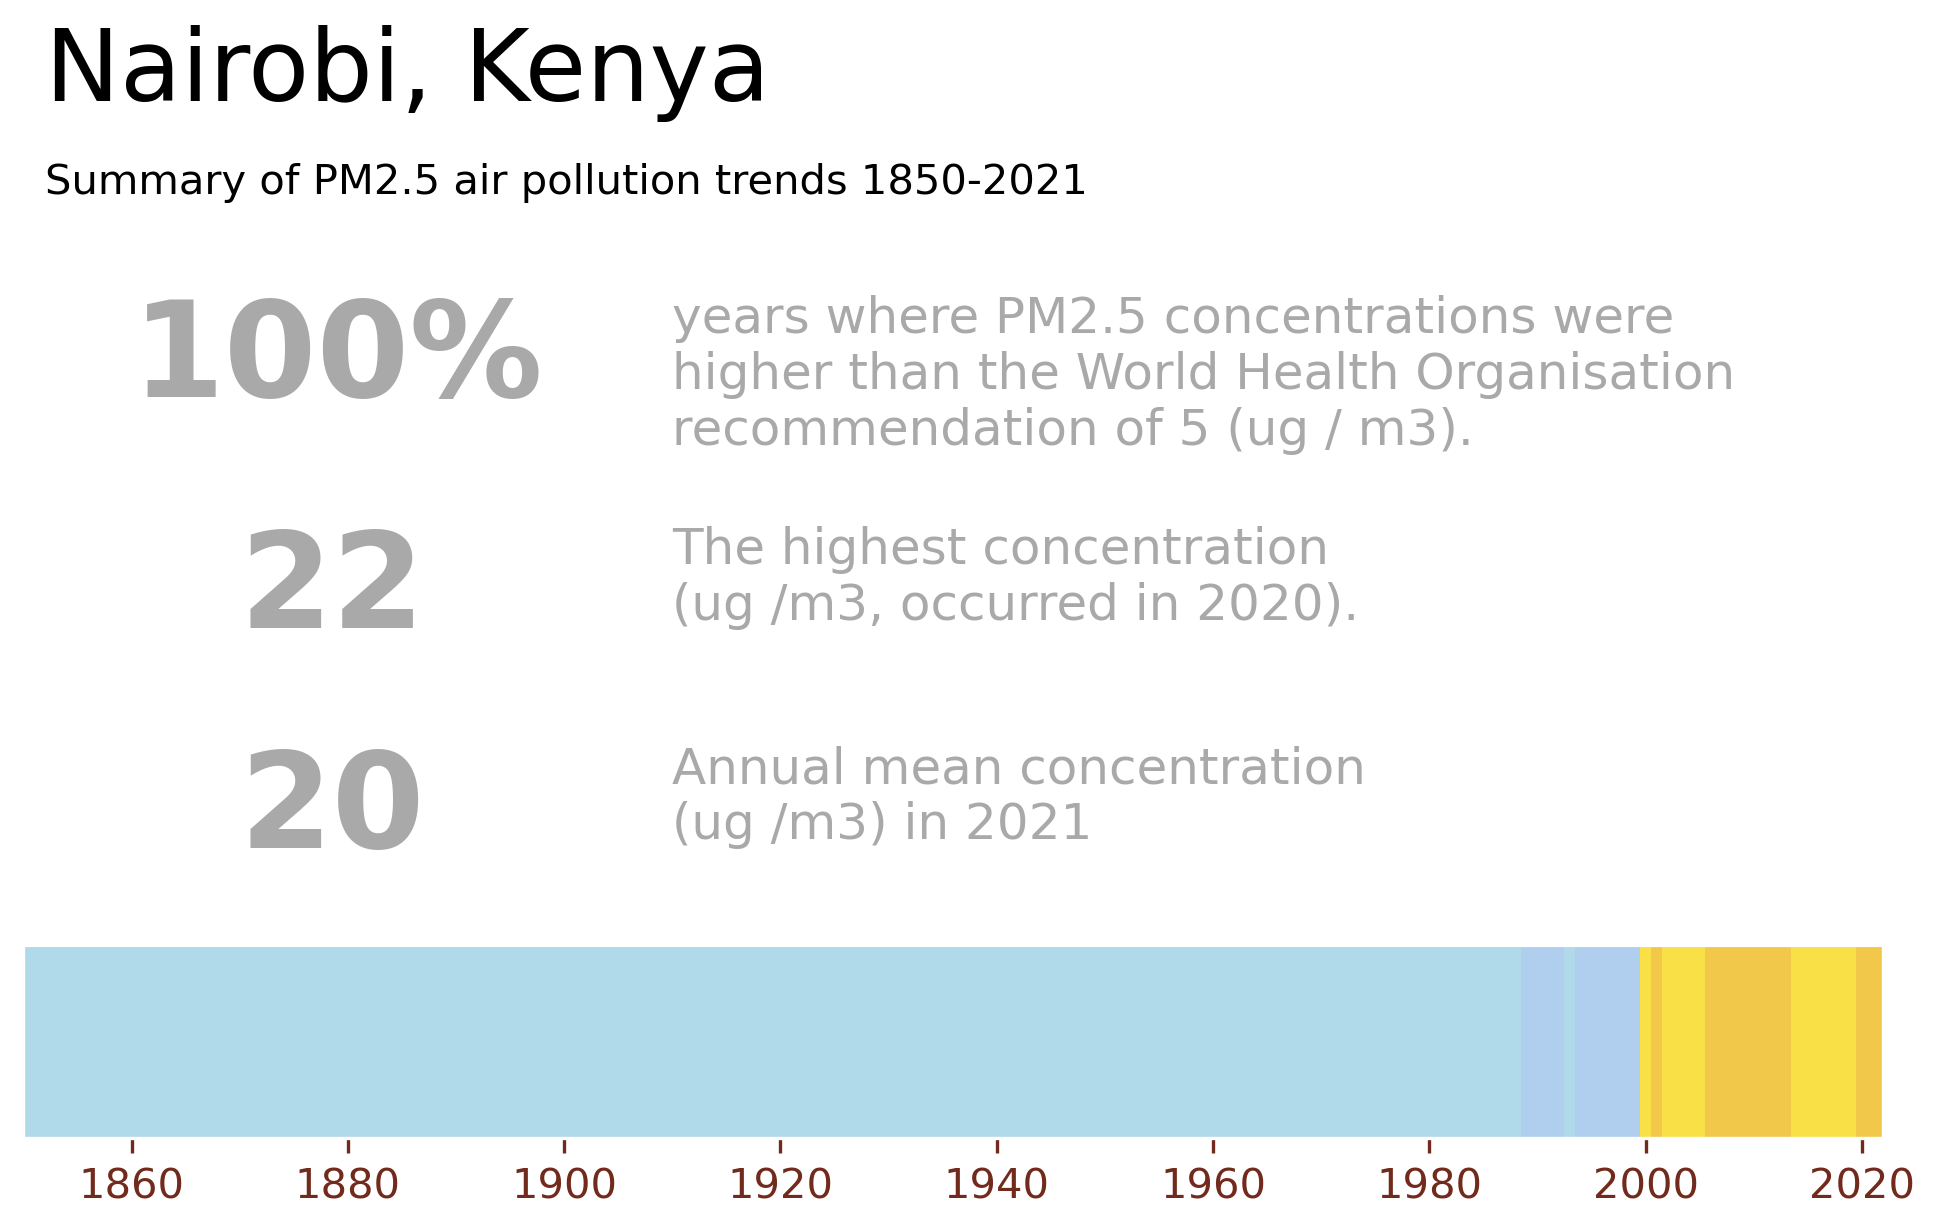 Nairobi, Kenya
Summary of PM2.5 air pollution trends 1850-2021
100%
years where PM2.5 concentrations were
higher than the World Health Organisation
recommendation of 5 (ug / m3).
22
The highest concentration
(ug /m3, occurred in 2020).
20
Annual mean concentration
(ug /m3) in 2021
1860 1880 1900 1920 1940 1960 1980 2000 2020